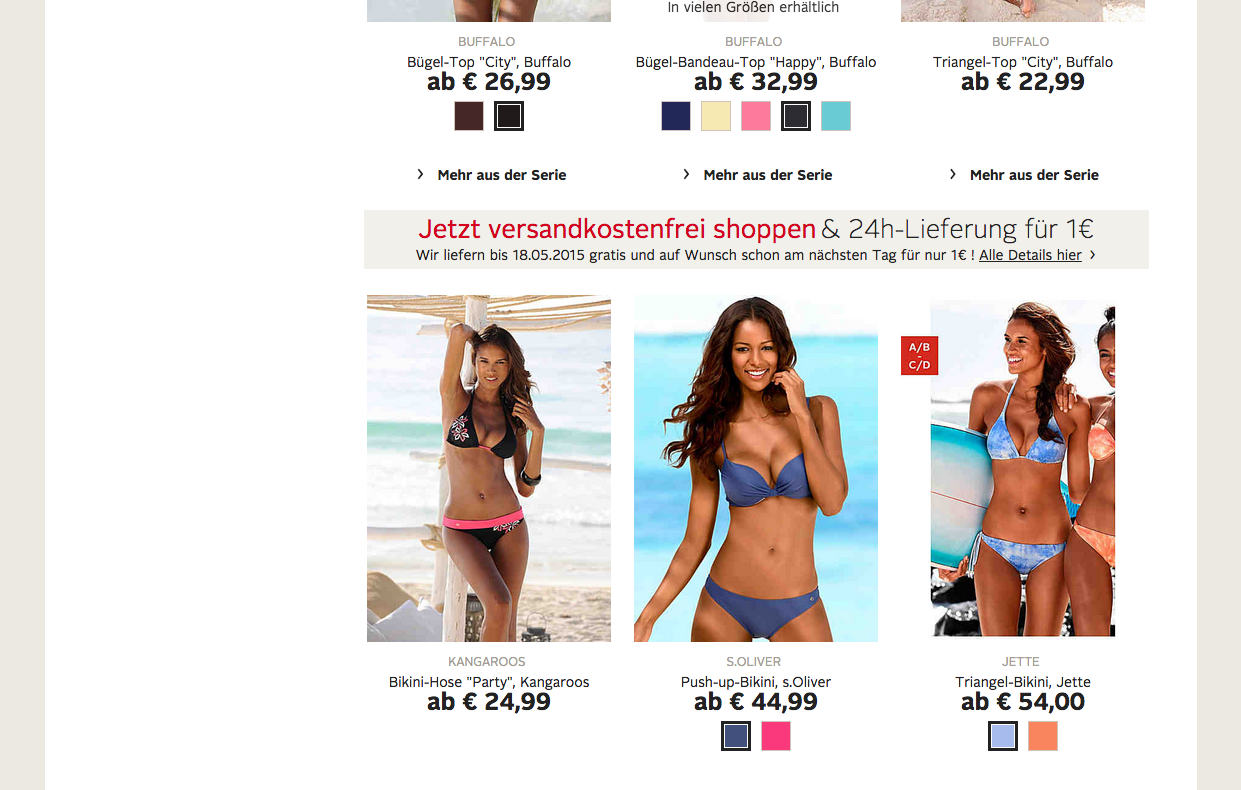 In vielen Größen erhältlich
BUFFALO
Bügel-Top "City", Buffalo
ab € 26,99
BUFFALO
Bügel-Bandeau-Top "Happy", Buffalo
ab € 32,99
BUFFALO
Triangel-Top "City", Buffalo
ab € 22,99
Mehr aus der Serie
Mehr aus der Serie
Mehr aus der Serie
Jetzt versandkostenfrei shoppen & 24h-Lieferung für 1€
Wir liefern bis 18.05.2015 gratis und auf Wunsch schon am nächsten Tag für nur 1€ ! Alle Details hier
A/B
-
C/D
KANGAROOS
Bikini-Hose "Party", Kangaroos
ab € 24,99
S.OLIVER
Push-up-Bikini, s.Oliver
ab € 44,99
JETTE
Triangel-Bikini, Jette
ab € 54,00